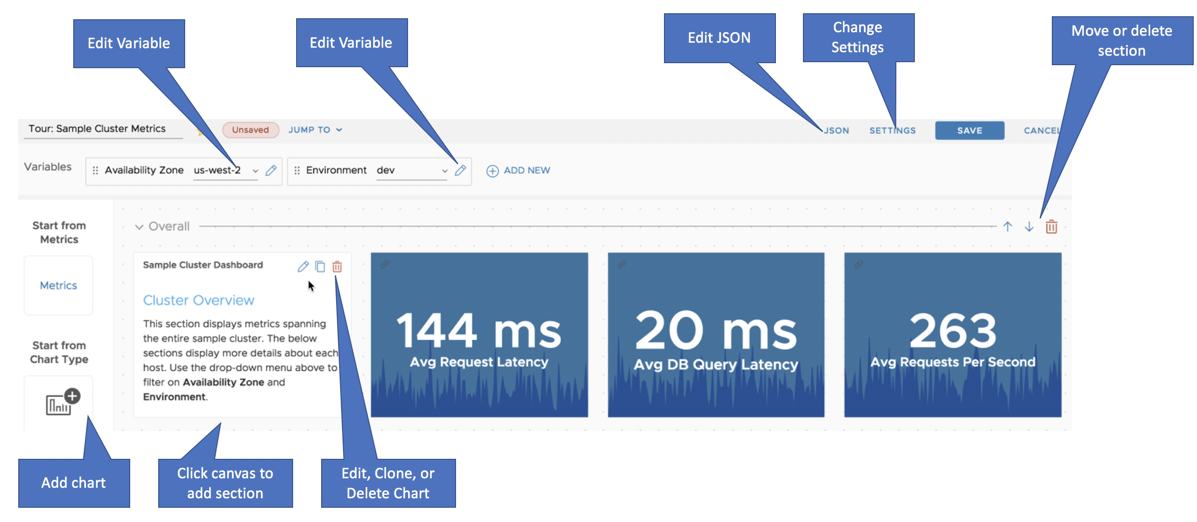 Edit Variable
Edit Variable
Edit JSON
Change
Settings
Move or delete
section
Tour: Sample Cluster Metrics
Unsaved
JUMP TO
JSON
SETTINGS
SAVE
CANCEL
Variables
Availability Zone us-west-2
Environment dev
ADD NEW
Start from
Metrics
Metrics
Start from
Chart Type
Overall
Sample Cluster Dashboard
Cluster Overview
This section displays metrics spanning
the entire sample cluster. The below
sections display more details about each
host. Use the drop-down menu above to
filter on Availability Zone and
Environment.
144 ms
Avg Request Latency
20 ms
Avg DB Query Latency
263
Avg Requests Per Second
Add chart
Click canvas to
add section
Edit, Clone, or
Delete Chart